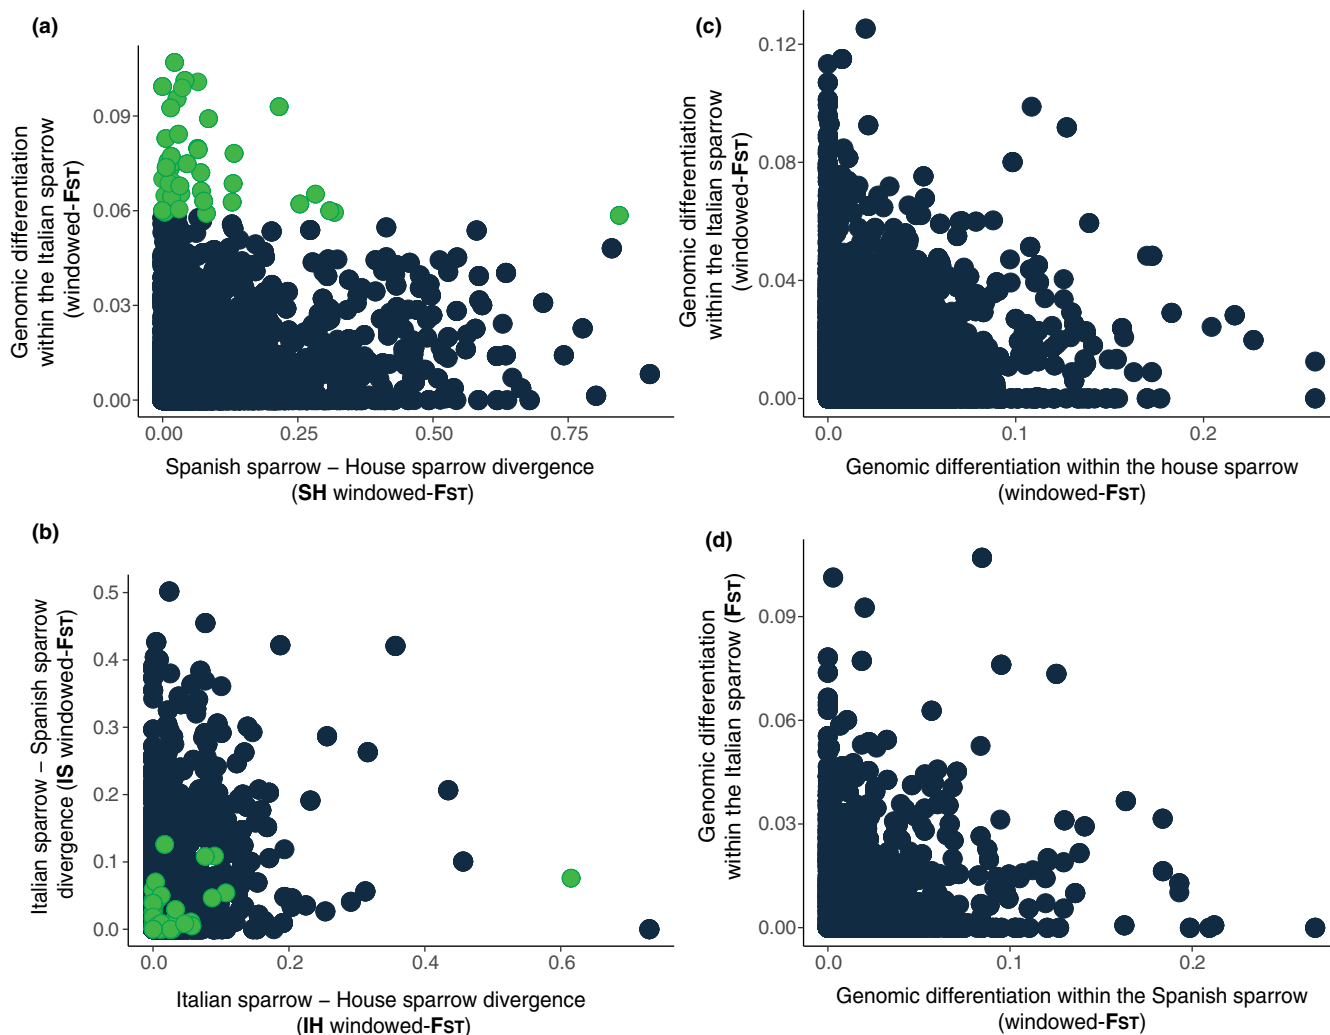 (a)
Genomic differentiation
within the Italian sparrow
(windowed-FST)
0.09
0.06
0.03
0.00
0.00 0.25 0.50 0.75
Spanish sparrow – House sparrow divergence
(SH windowed-FST)
(b)
Italian sparrow – Spanish sparrow
divergence (IS windowed-FST)
0.5
0.4
0.3
0.2
0.1
0.0
0.0 0.2 0.4 0.6
Italian sparrow – House sparrow divergence
(IH windowed-FST)
(c)
Genomic differentiation
within the Italian sparrow
(windowed-FST)
0.12
0.08
0.04
0.00
0.0 0.1 0.2
Genomic differentiation within the house sparrow
(windowed-FST)
(d)
Genomic differentiation
within the Italian sparrow (FST)
0.09
0.06
0.03
0.00
0.0 0.1 0.2
Genomic differentiation within the Spanish sparrow
(windowed-FST)